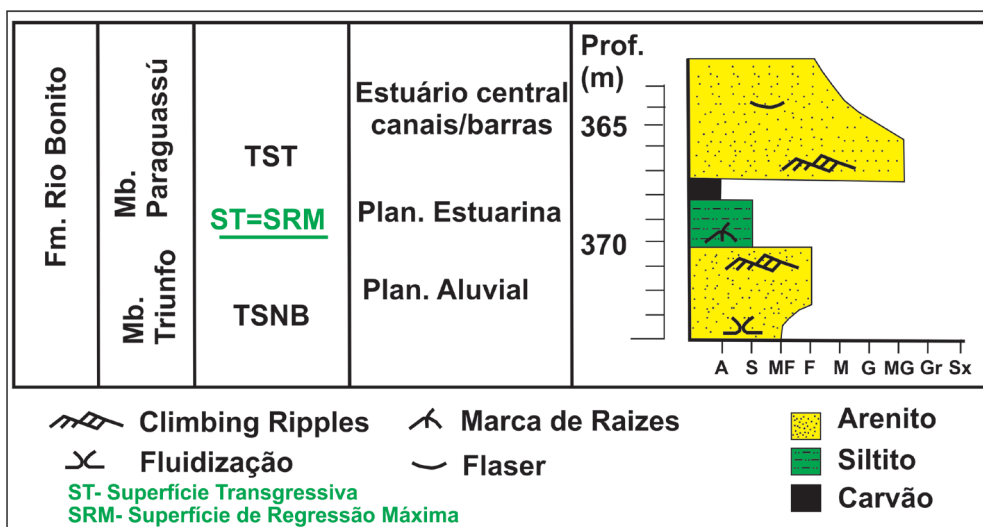 Fm. Rio Bonito
Mb.
Paraguassú
Mb.
Triunfo
TST
ST=SRM
TSNB
Estuário central
canais/barras
Plan. Estuarina
Plan. Aluvial
Prof.
(m)
365
370
A S MF F M G MG Gr Sx
Climbing Ripples
Marca de Raizes
Arenito
Fluidização
Flaser
Siltito
Carvão
ST- Superfície Transgressiva
SRM- Superfície de Regressão Máxima